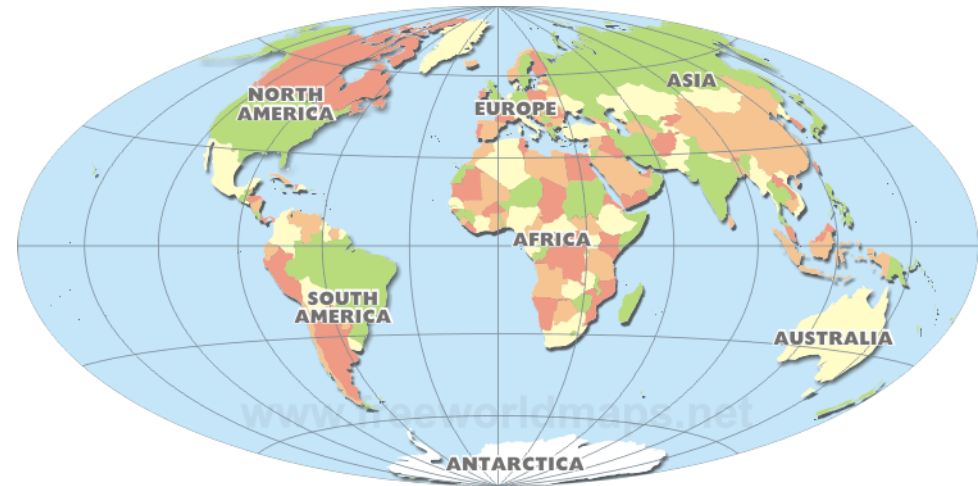 ASIA
NORTH
AMERICA
EUROPE
AFRICA
SOUTH
AMERICA
AUSTRALIA
www.freeworldmaps.net
ANTARCTICA